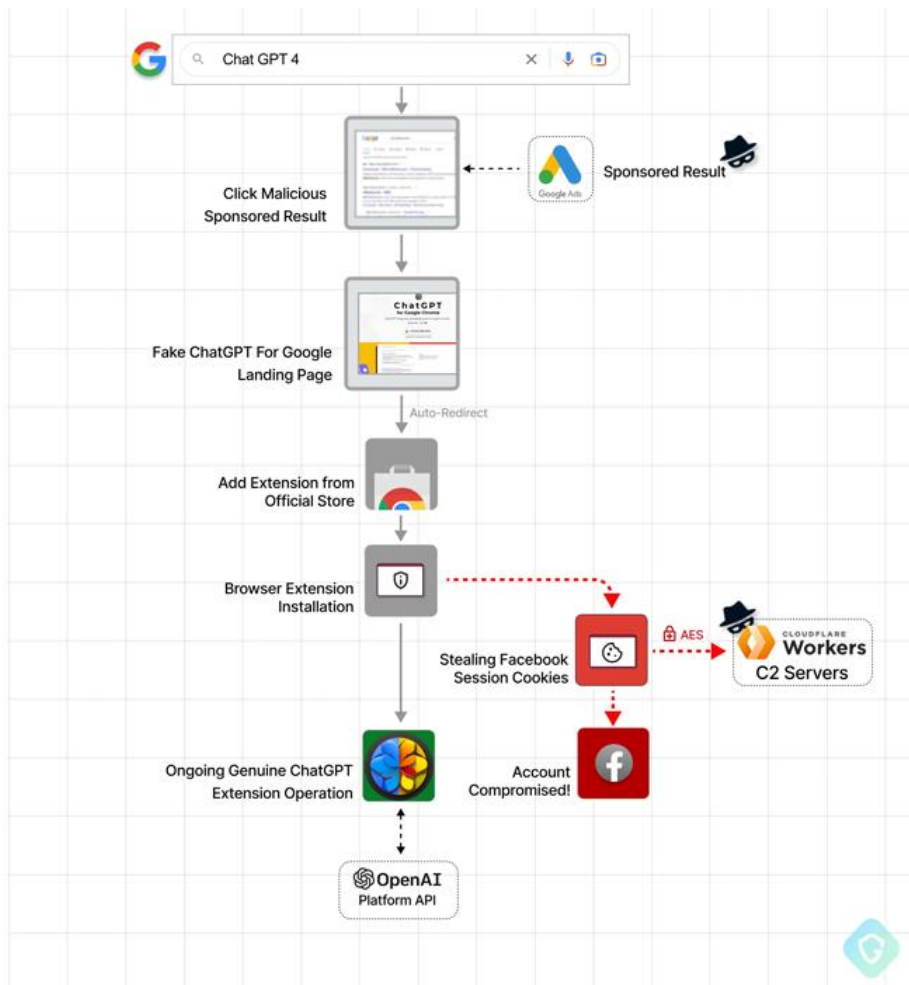 Chat GPT 4
Click Malicious
Sponsored Result
Google Ads
Sponsored Result
ChatGPT
for Google Chrome
Fake ChatGPT For Google
Landing Page
Auto-Redirect
Add Extension from
Official Store
Browser Extension
Installation
AES
CLOUDFLARE
Workers
C2 Servers
Stealing Facebook
Session Cookies
Ongoing Genuine ChatGPT
Extension Operation
Account
Compromised!
OpenAI
Platform API